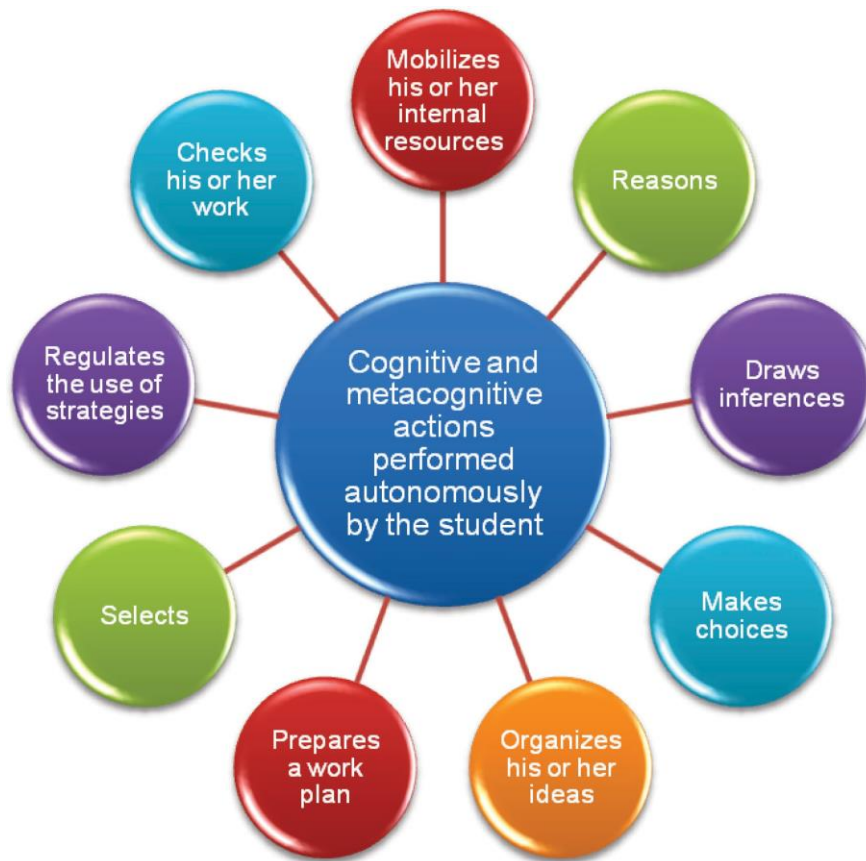 Mobilizes
his or her
internal
resources
Reasons
Draws
inferences
Makes
choices
Organizes
his or her
ideas
Prepares
a work
plan
Selects
Regulates
the use of
strategies
Checks
his or her
work
Cognitive and
metacognitive
actions
performed
autonomously
by the student